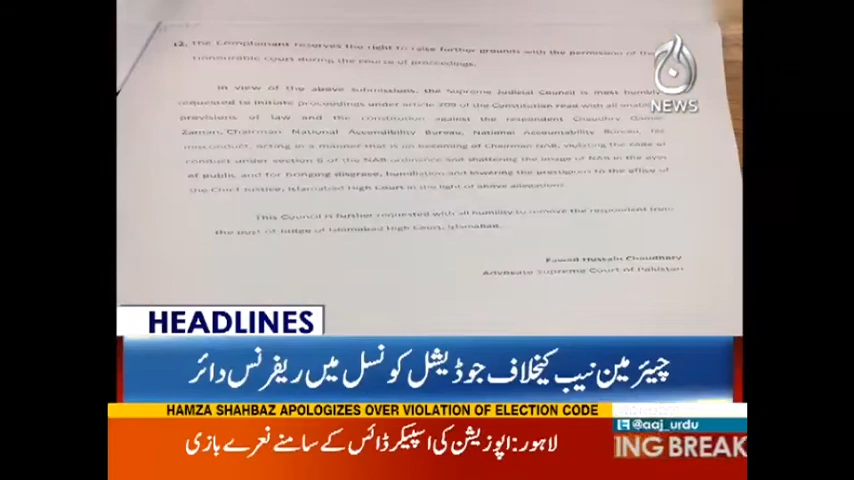 12. The Complainant reserves the right to raise further grounds with the permission of the
Honourable Court during the course of proceedings.
آج
NEWS
In view of the above submissions, the Supreme Judicial Council is most humbly
requested to initiate proceedings under article 209 of the Constitution read with all
provisions of law and the constitution against the respondent Chaudhry
Zaman, Chairman National Accountability Bureau, National Accountability Bureau, for
misconduct, acting in a manner that is un becoming of Chairman NAB, violating the code of
conduct under section 6 of the NAB ordinance and shattering the image of NAB in the eyes
of public, and for bringing disgrace, humiliation and lowering the prestigious to the office of
the Chief Justice, Islamabad High Court in the light of above allegations.
This Council is further requested with all humility to remove the respondent from
the post of Judge of Islamabad High Court, Islamabad.
Fawad Hussain Chaudhary
Advocate Supreme Court of Pakistan
HEADLINES
چیئرمین نیب کیخلاف جوڈیشل کونسل میں ریفرنس دائر
HAMZA SHAHBAZ APOLOGIZES OVER VIOLATION OF ELECTION CODE
@aaj_urdu
لاہور: اپوزیشن کی اسپیکر ڈائس کے سامنے نعرے بازی
ING BREAK